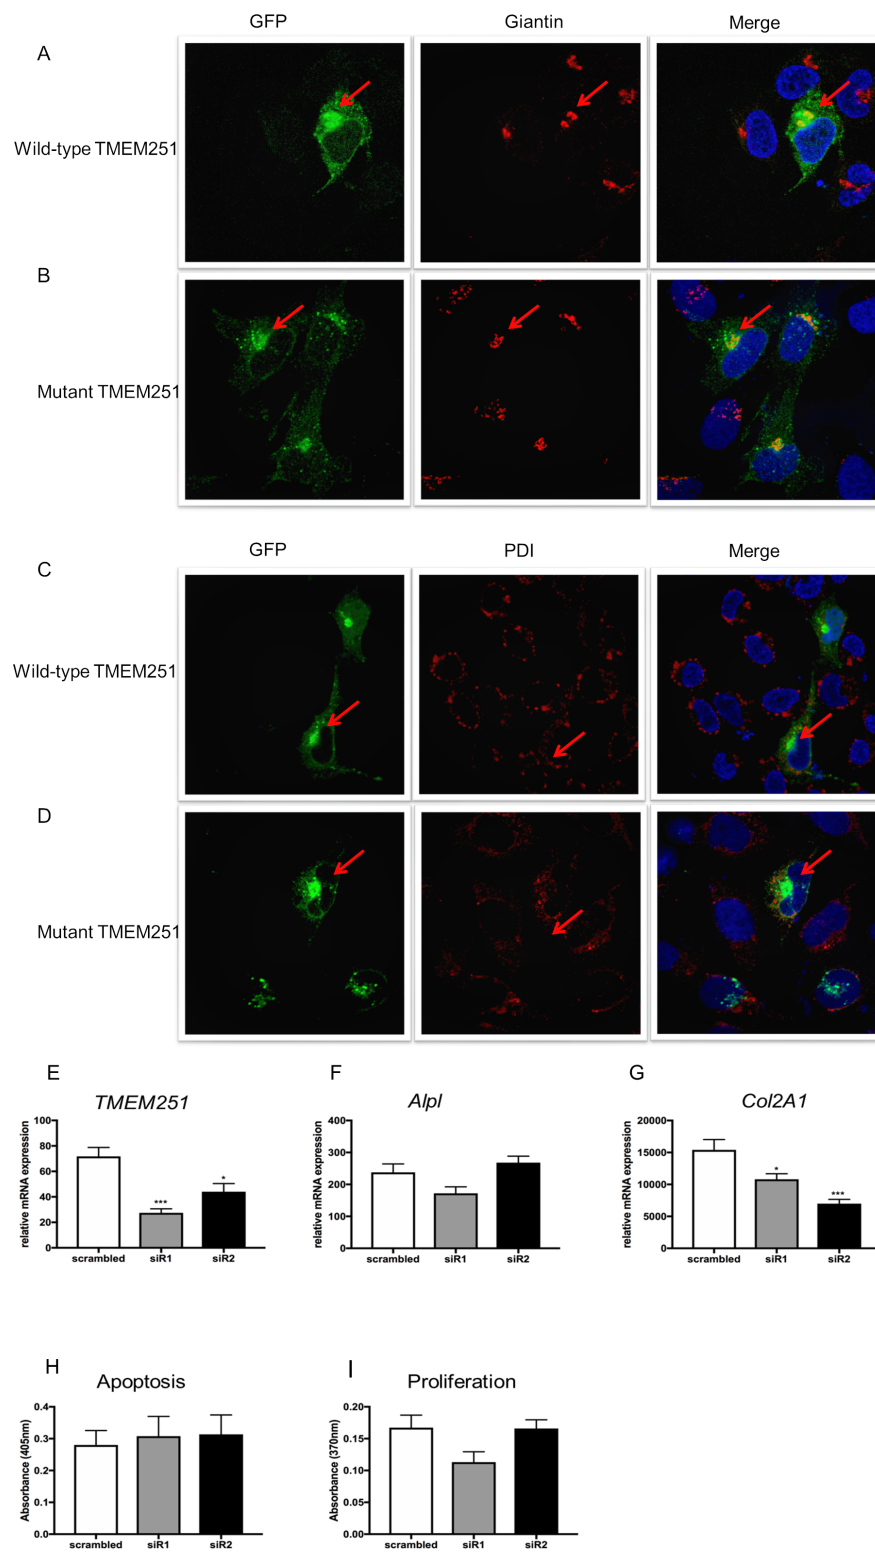 GFP Giantin Merge
A
Wild-type TMEM251
B
Mutant TMEM251
GFP PDI Merge
C
Wild-type TMEM251
D
Mutant TMEM251
E F G
TMEM251
relative mRNA expression
100
80
60
40
20
0
***
*
scrambled siR1 siR2
Alpl
relative mRNA expression
400
300
200
100
0
scrambled siR1 siR2
Col2A1
relative mRNA expression
20000
15000
10000
5000
0
*
***
scrambled siR1 siR2
H I
Apoptosis
Absorbance (405nm)
0.4
0.3
0.2
0.1
0.0
scrambled siR1 siR2
Proliferation
Absorbance (370nm)
0.20
0.15
0.10
0.05
0.00
scrambled siR1 siR2